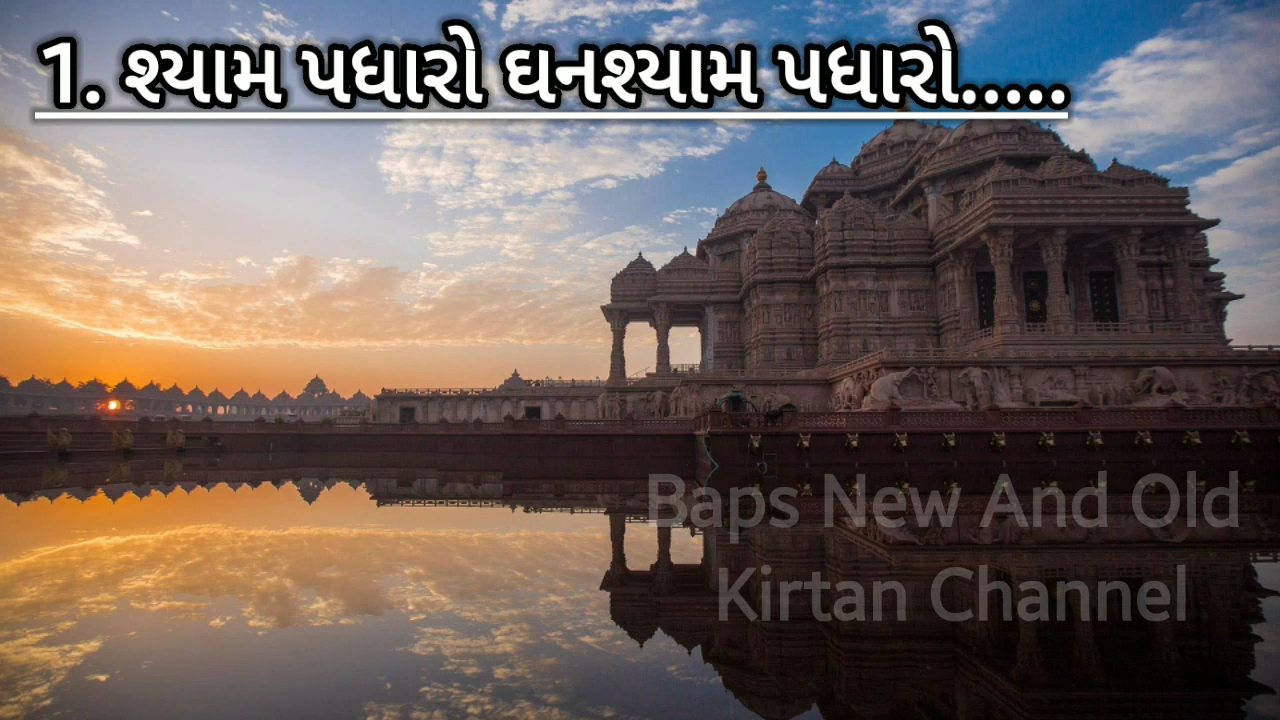 1. શ્યામ પધારો ઘનશ્યામ પધારો.....
Baps New And Old
Kirtan Channel